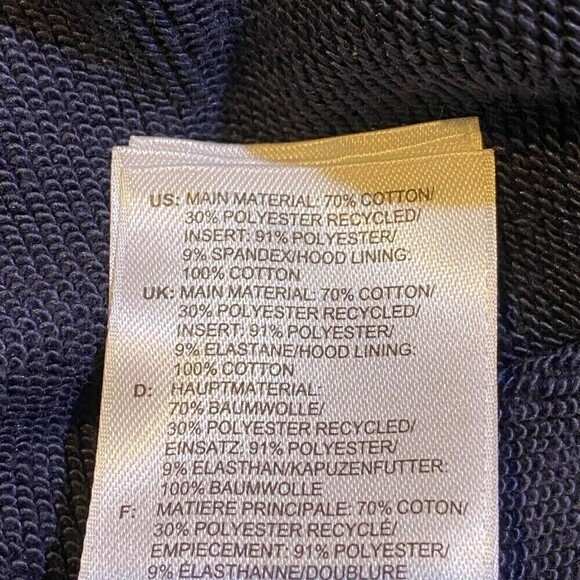 US: MAIN MATERIAL: 70% COTTON/
30% POLYESTER RECYCLED/
INSERT: 91% POLYESTER/
9% SPANDEX/HOOD LINING:
100% COTTON
UK: MAIN MATERIAL: 70% COTTON/
30% POLYESTER RECYCLED/
INSERT: 91% POLYESTER/
9% ELASTANE/HOOD LINING:
100% COTTON
D: HAUPTMATERIAL:
70% BAUMWOLLE/
30% POLYESTER RECYCLED/
EINSATZ: 91% POLYESTER/
9% ELASTHAN/KAPUZENFUTTER:
100% BAUMWOLLE
F: MATIERE PRINCIPALE: 70% COTON/
30% POLYESTER RECYCLÉ/
EMPIECEMENT: 91% POLYESTER/
9% ELASTHANNE/DOUBLURE